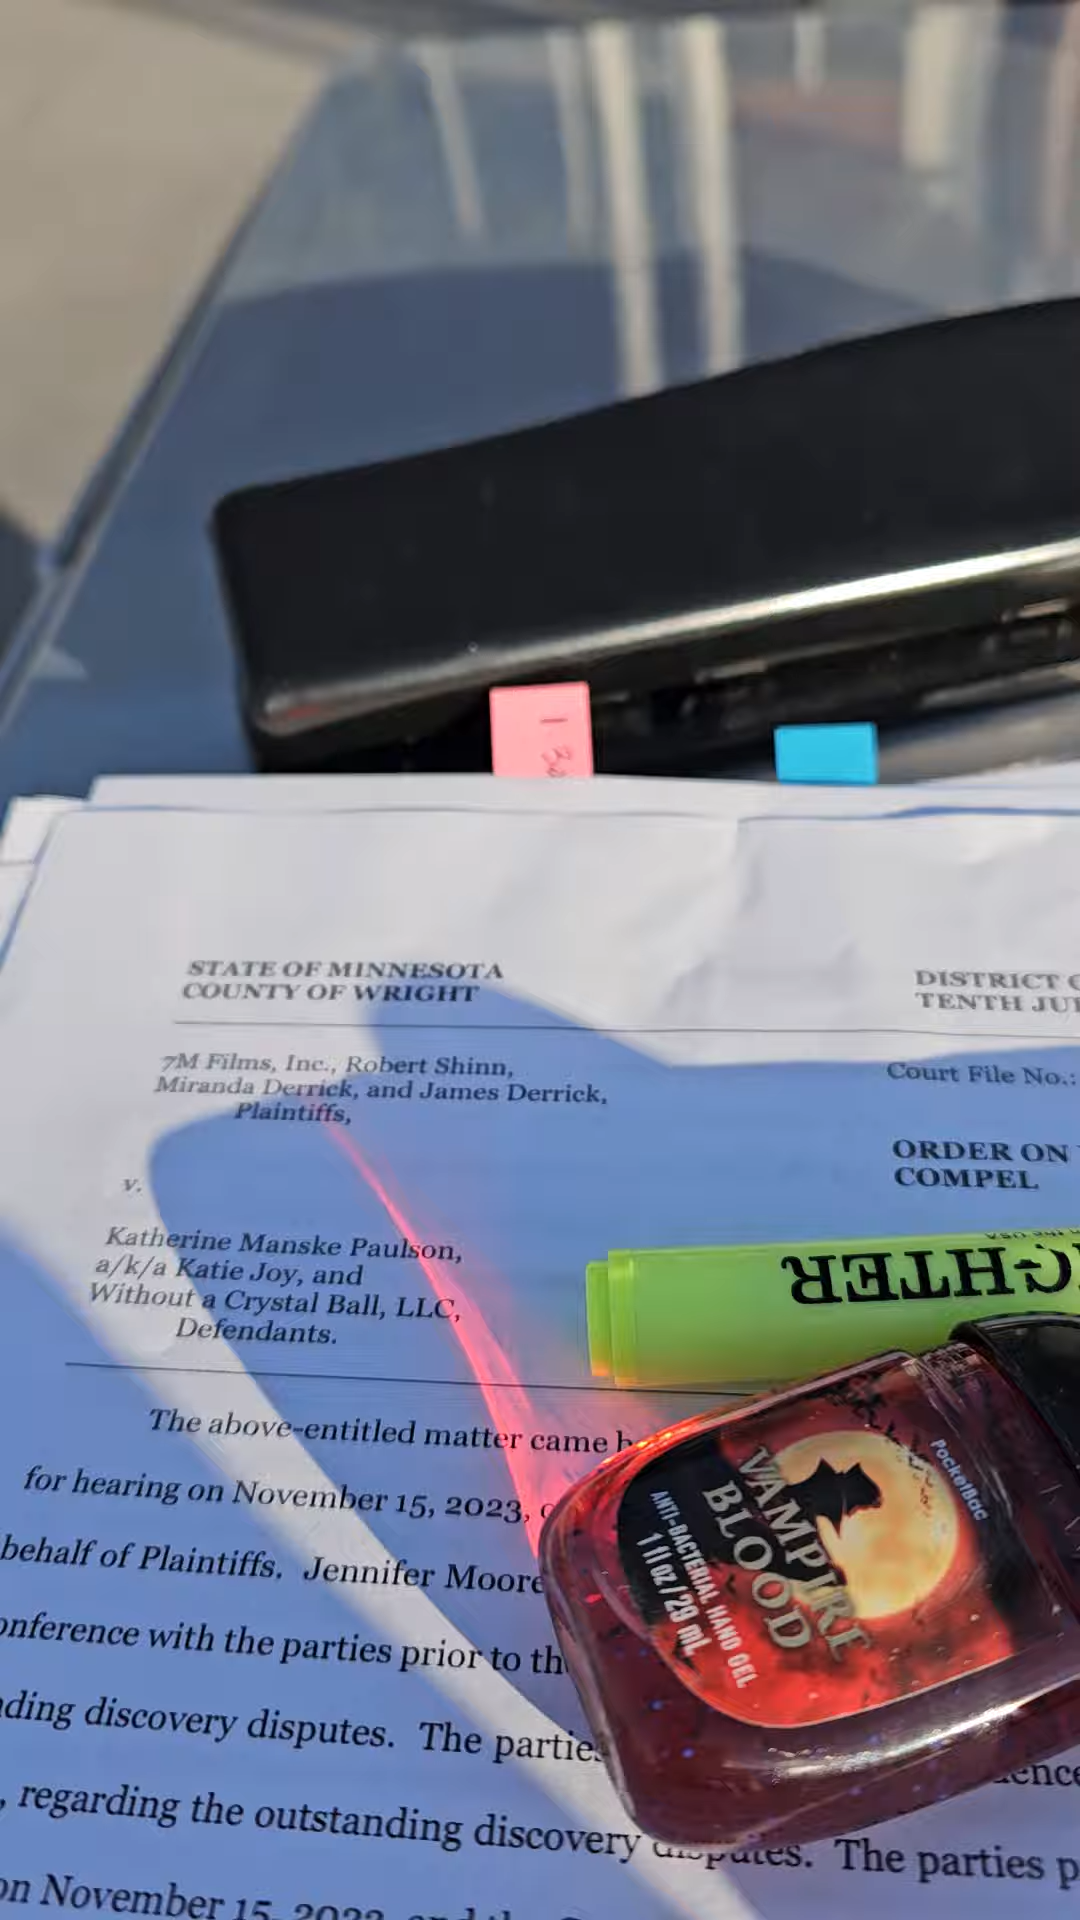 STATE OF MINNESOTA
COUNTY OF WRIGHT
DISTRICT
TENTH
7M Films, Inc., Robert Shinn,
Miranda Derrick, and James Derrick,
Plaintiffs,
Court File No.:
v.
ORDER ON
COMPEL
Katherine Manske Paulson,
a/k/a Katie Joy, and
Without a Crystal Ball, LLC,
Defendants.
The above-entitled matter came
for hearing on November 15, 2023,
behalf of Plaintiffs. Jennifer Moore
onference with the parties prior to
ding discovery disputes. The parties
, regarding the outstanding discovery disputes. The parties p
on November 15, 2023
GHTER
PocketBac
VAMPIRE
BLOOD
ANTI-BACTERIAL HAND GEL
1 fl oz / 29 mL